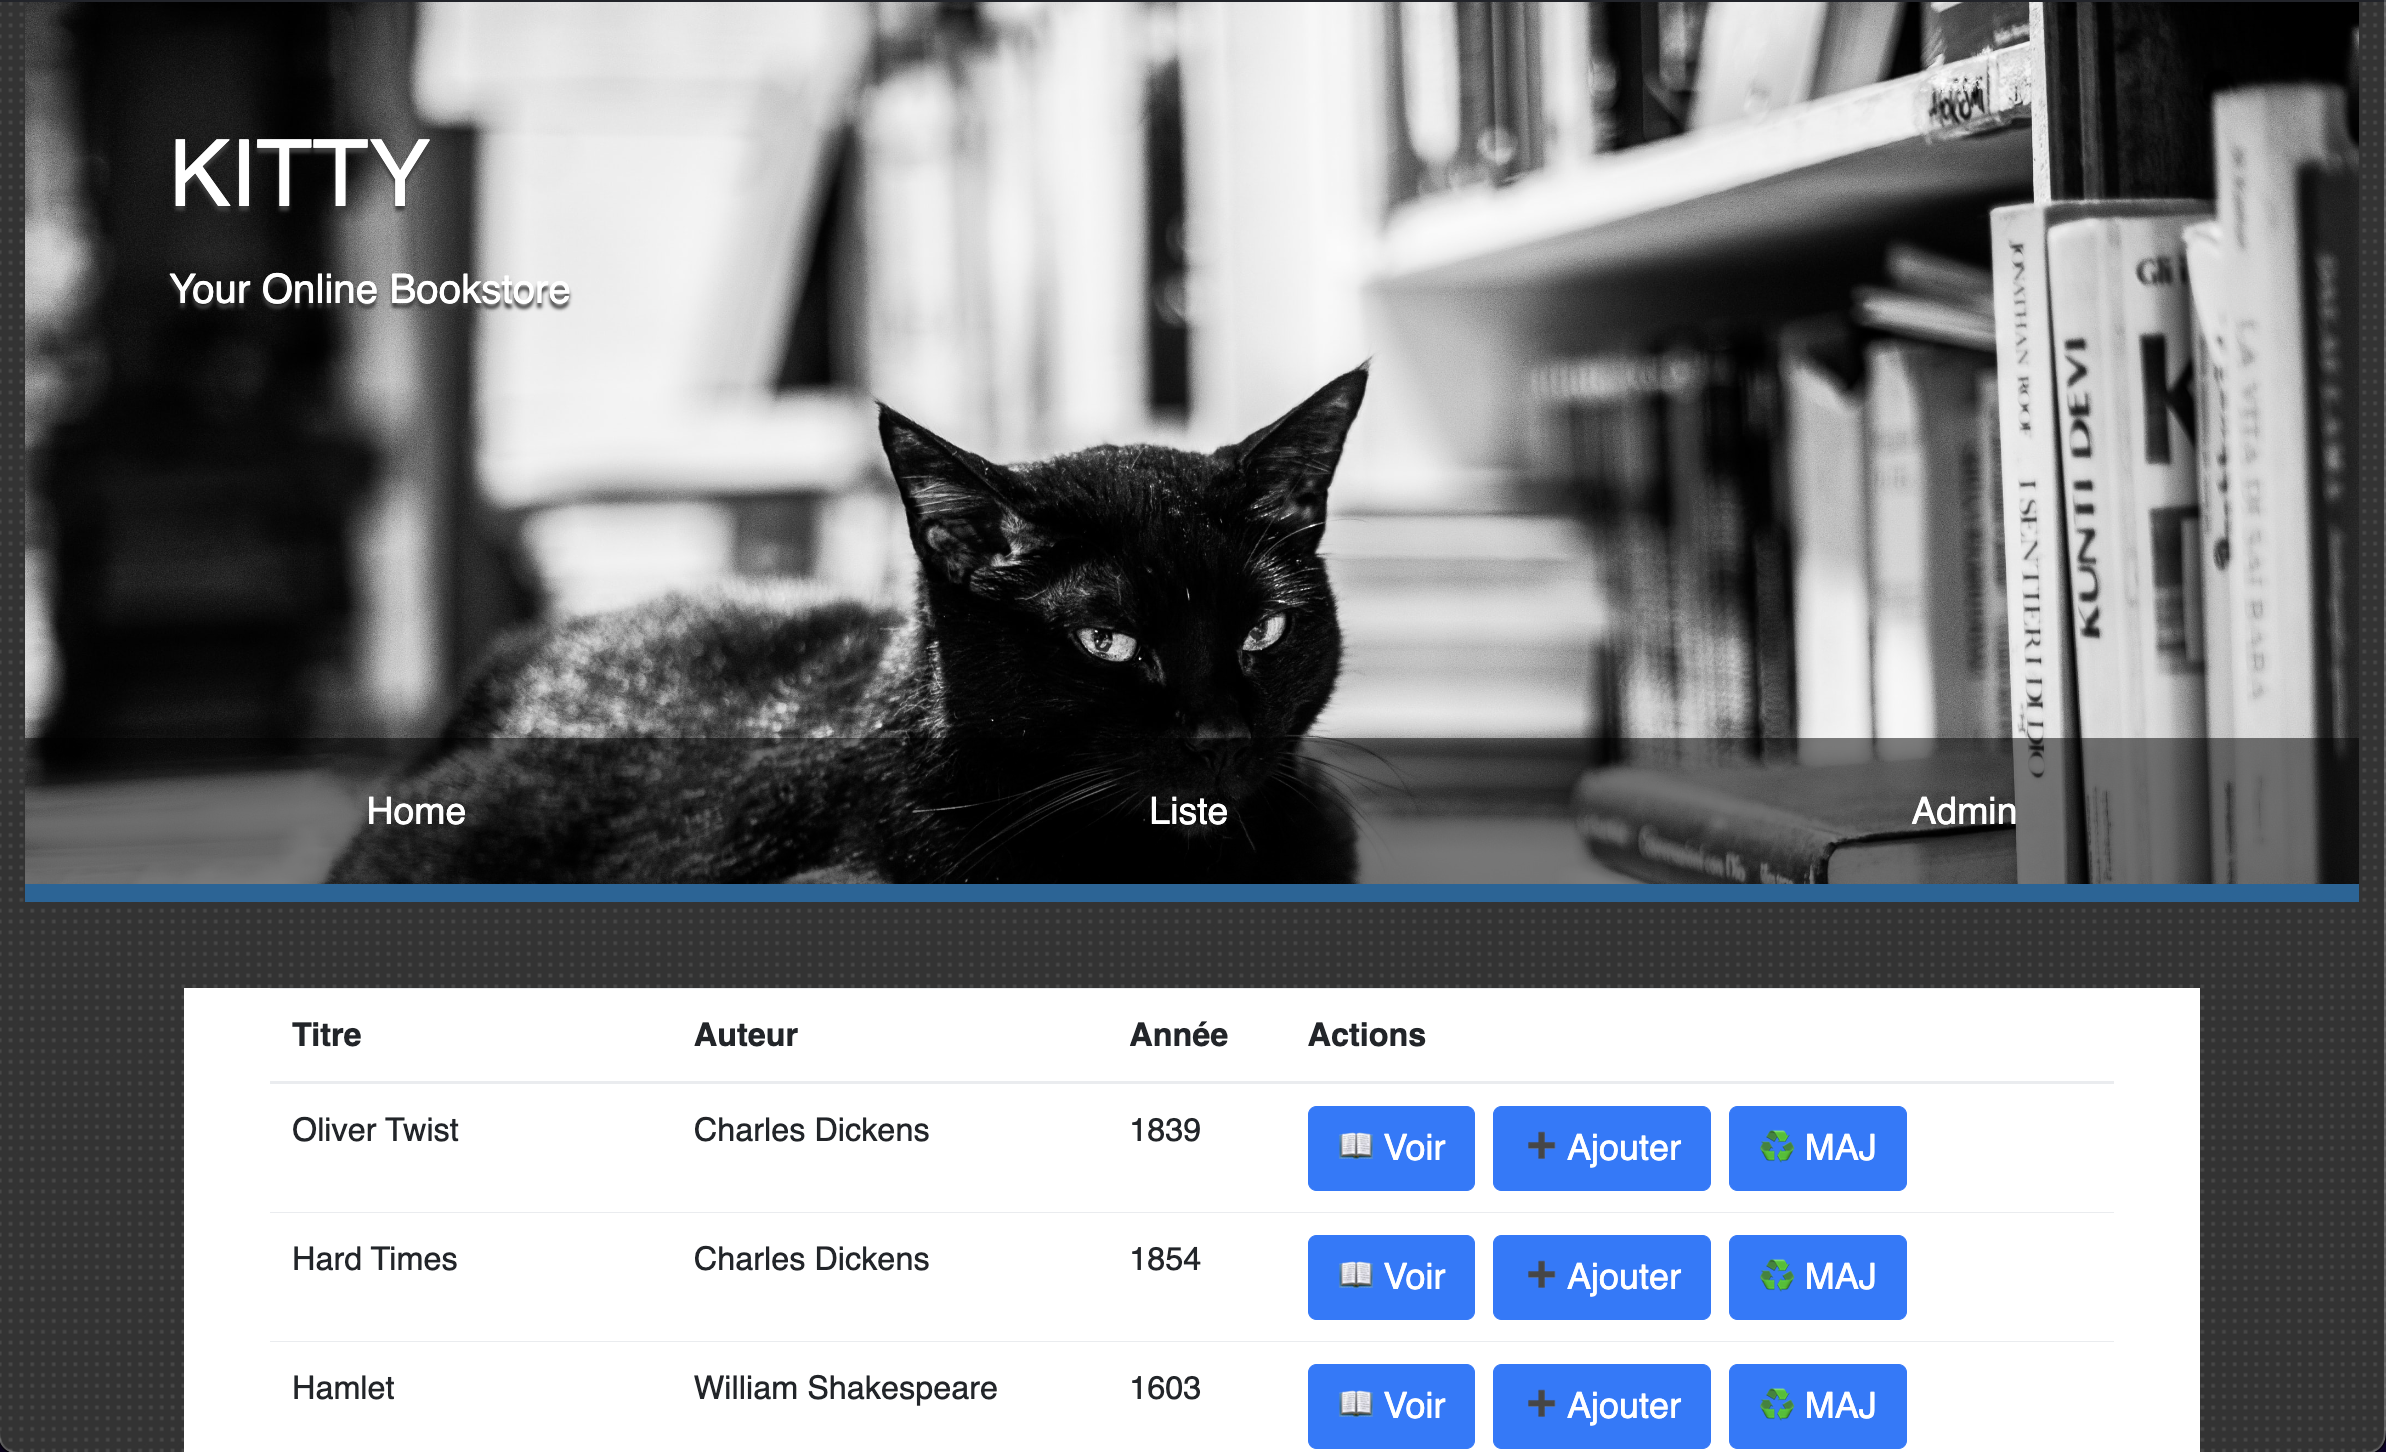 KITTY
Your Online Bookstore
JONATHAN ROOF I SENTIERI DI DIO
KUNTI DEVI
Gli
K
LA VITA DI SAI BABA
Home Liste Admin
Titre Auteur Année Actions
Oliver Twist Charles Dickens 1839 Voir Ajouter MAJ
Hard Times Charles Dickens 1854 Voir Ajouter MAJ
Hamlet William Shakespeare 1603 Voir Ajouter MAJ